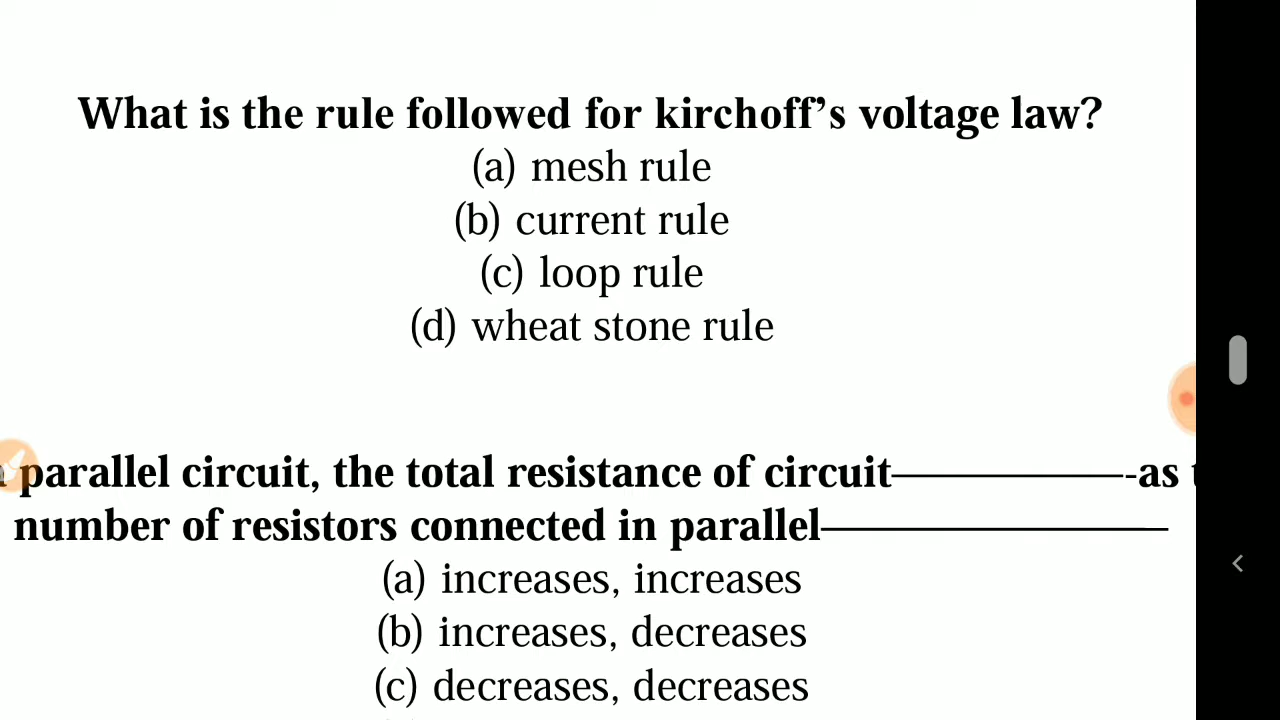 What is the rule followed for kirchoff’s voltage law?
(a) mesh rule
(b) current rule
(c) loop rule
(d) wheat stone rule
parallel circuit, the total resistance of circuit—————-as
number of resistors connected in parallel———————
(a) increases, increases
(b) increases, decreases
(c) decreases, decreases